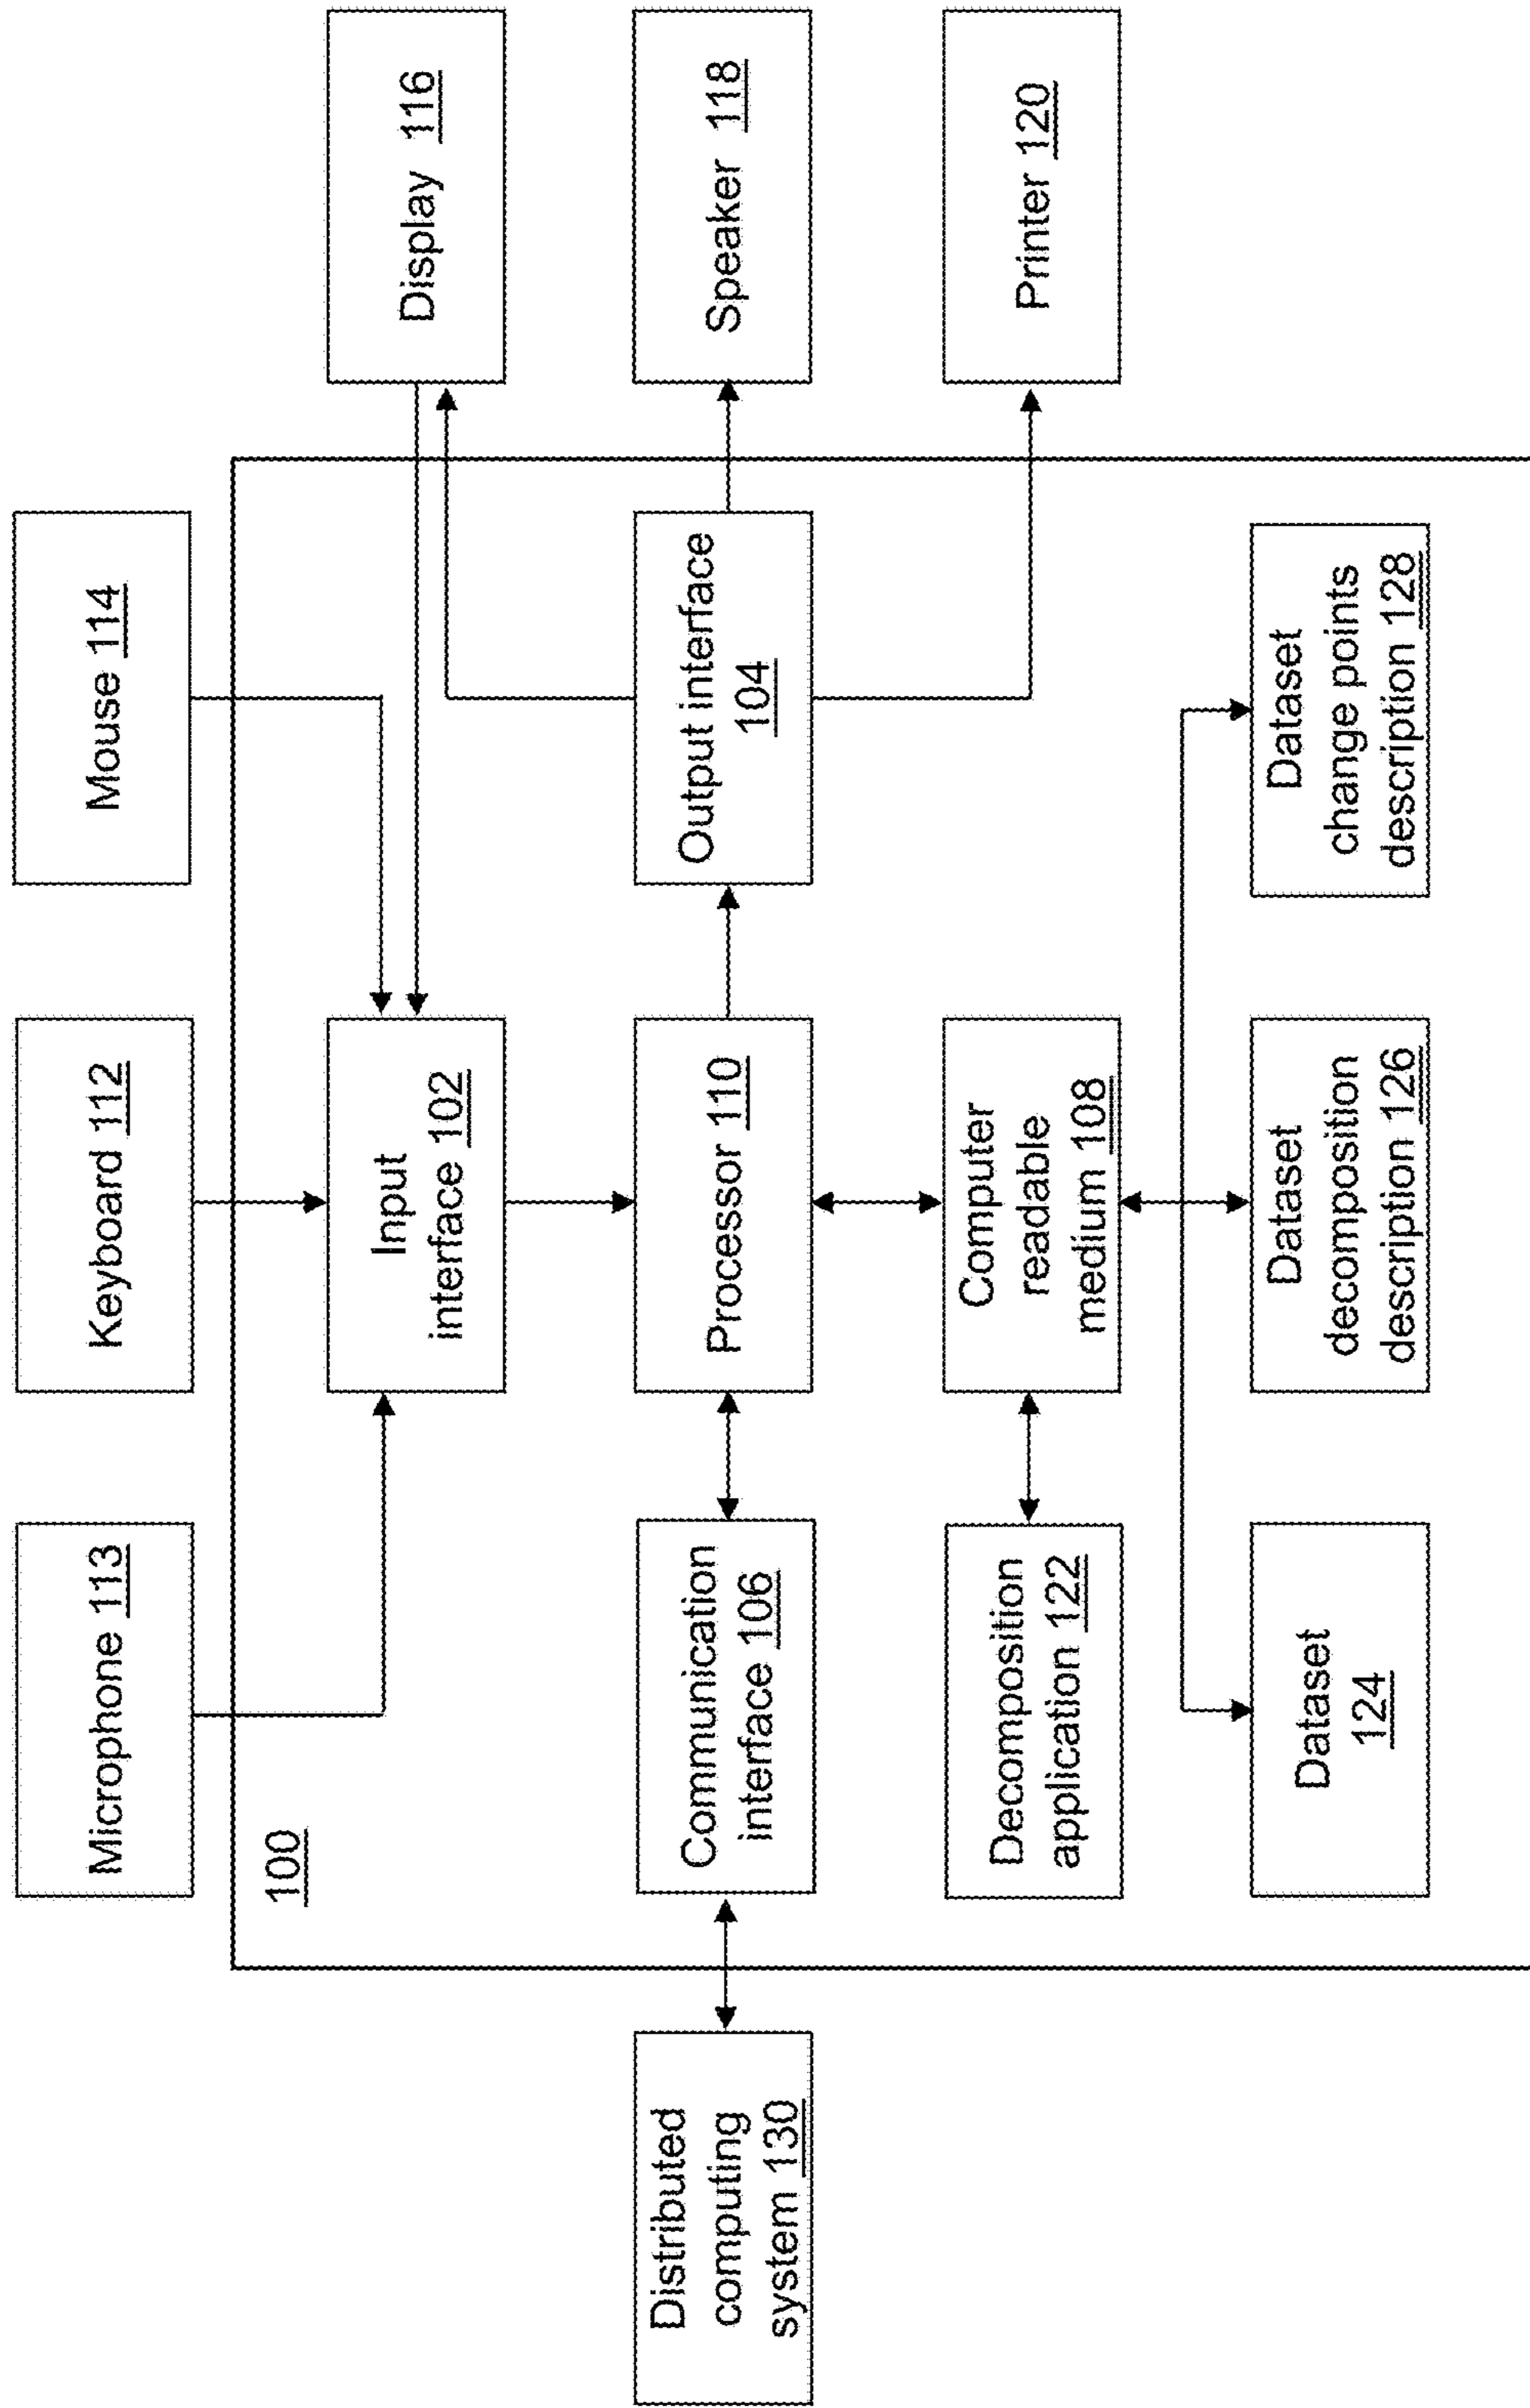 Microphone 113
Keyboard 112
Mouse 114
100
Input
interface 102
Display 116
Distributed
computing
system 130
Communication
interface 106
Processor 110
Output interface
104
Speaker 118
Decomposition
application 122
Computer
readable
medium 108
Printer 120
Dataset
124
Dataset
decomposition
description 126
Dataset
change points
description 128